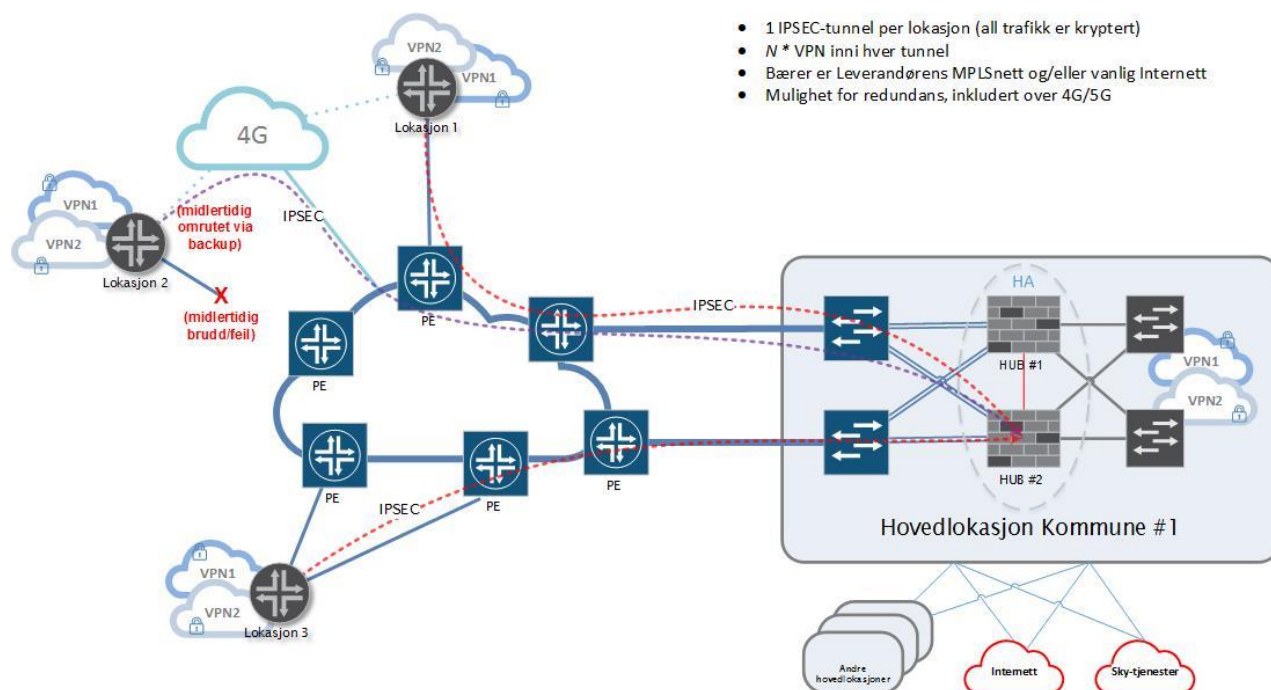 • 1 IPSEC-tunnel per lokasjon (all trafikk er kryptert)
• N * VPN inni hver tunnel
• Bærer er Leverandørens MPLSnett og/eller vanlig Internett
• Mulighet for redundans, inkludert over 4G/5G
VPN2
VPN1
Lokasjon 1
4G
VPN1
VPN2
Lokasjon 2
(midlertidig
omrutet via
backup)
IPSEC
X
(midlertidig
brudd/feil)
PE
PE
IPSEC
HA
HUB #1
VPN1
VPN2
PE
PE
PE
IPSEC
HUB #2
Hovedlokasjon Kommune #1
VPN1
VPN2
Lokasjon 3
Andre
hovedlokasjoner
Internett
Sky-tjenester